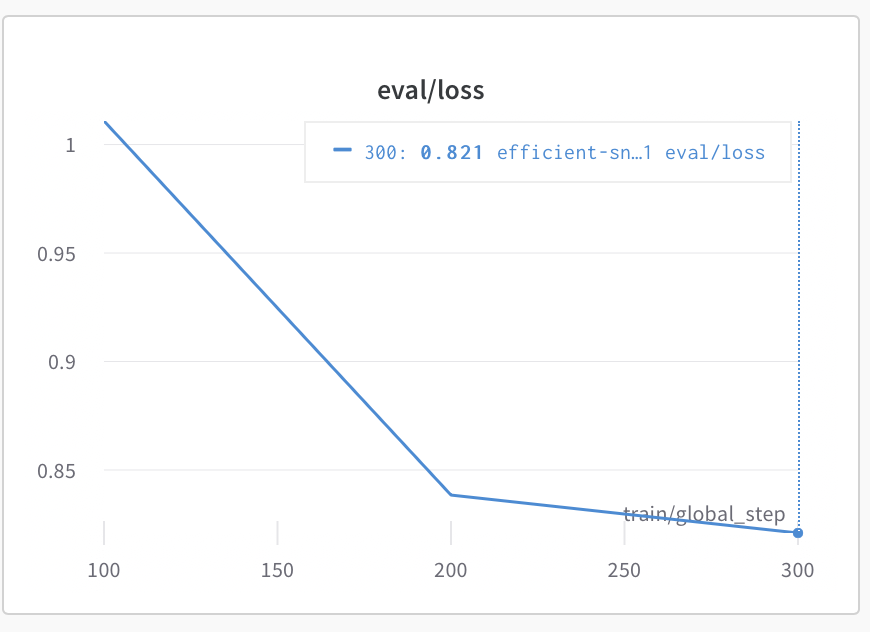 eval/loss
300: 0.821 efficient-sn…1 eval/loss
1
0.95
0.9
0.85
train/global_step
100 150 200 250 300